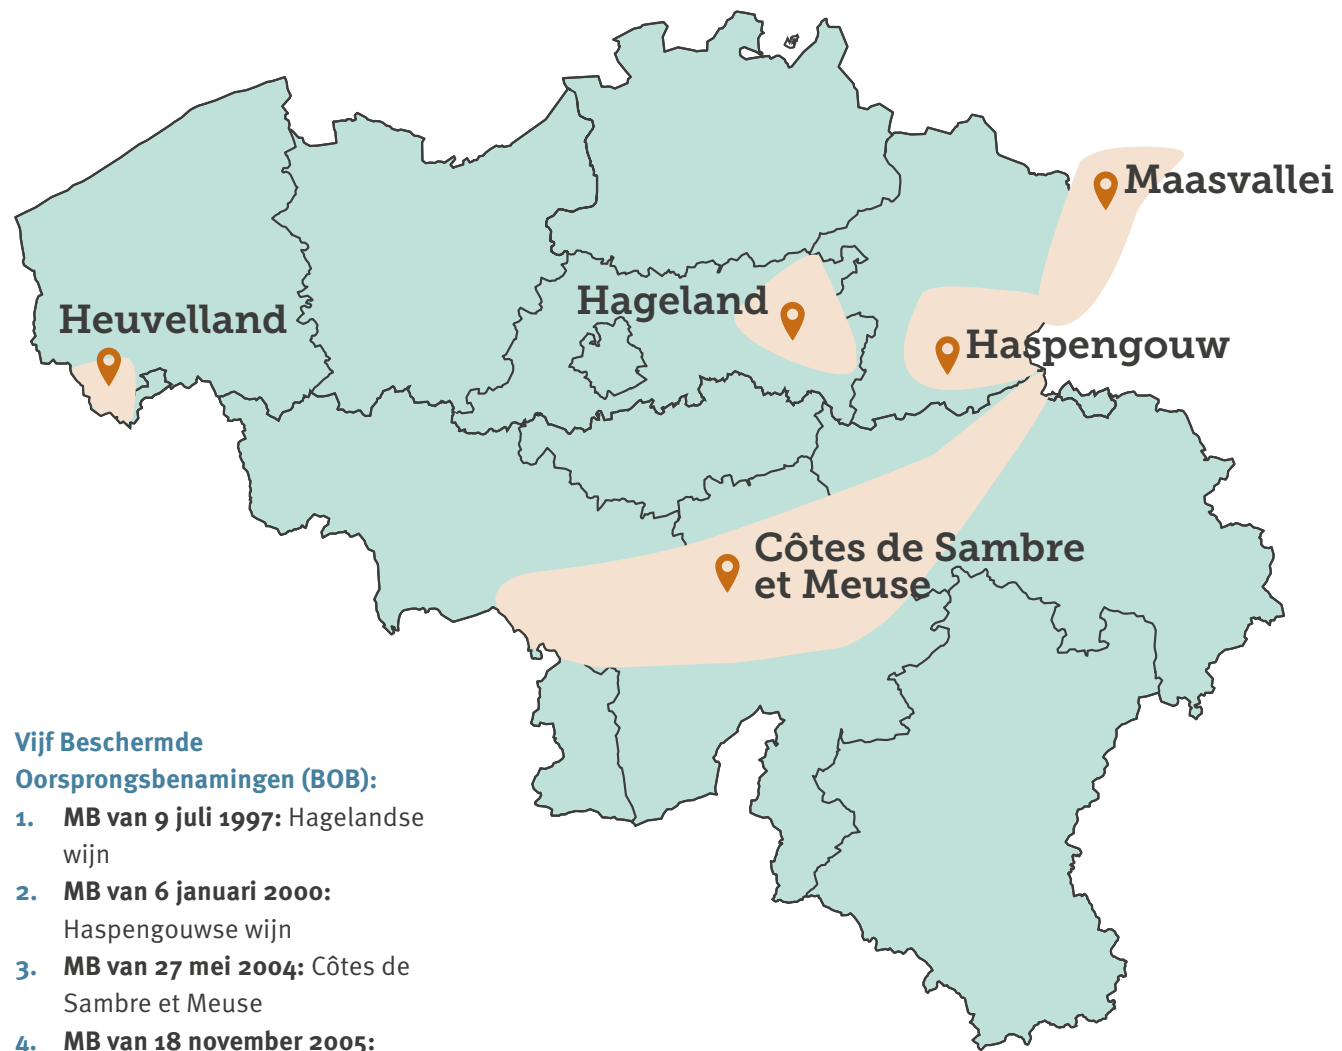 Maasvallei
Hageland
Heuvelland
Haspengouw
Côtes de Sambre
et Meuse
Vijf Beschermde
Oorsprongsbenamingen (BOB):
1. MB van 9 juli 1997: Hagelandse
wijn
2. MB van 6 januari 2000:
Haspengouwse wijn
3. MB van 27 mei 2004: Côtes de
Sambre et Meuse
4. MB van 18 november 2005: